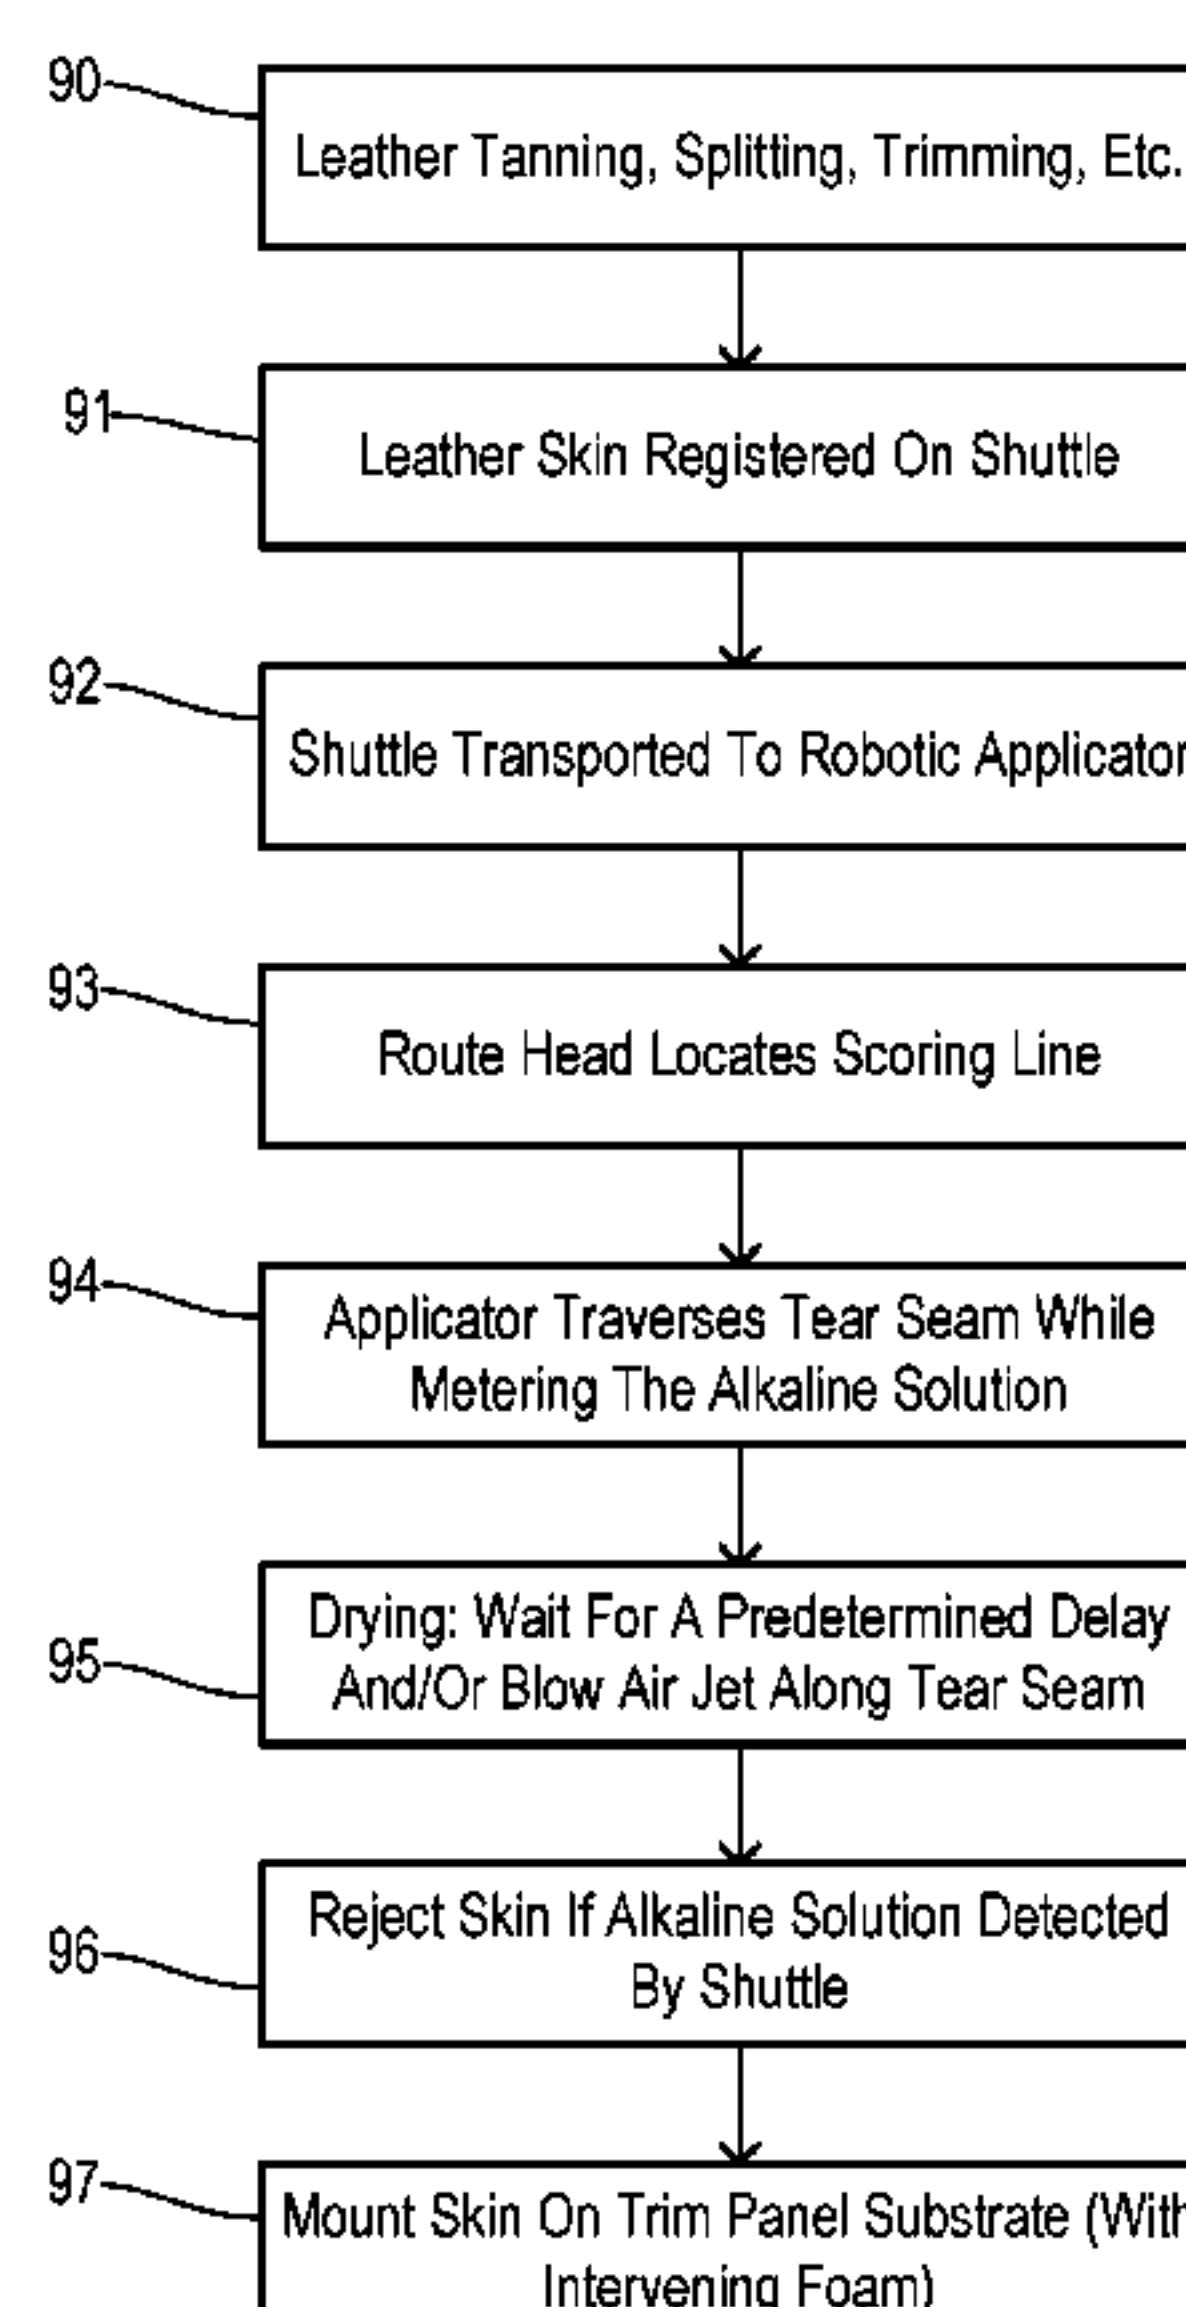 90
Leather Tanning, Splitting, Trimming, Etc.
91
Leather Skin Registered On Shuttle
92
Shuttle Transported To Robotic Applicator
93
Route Head Locates Scoring Line
94
Applicator Traverses Tear Seam While
Metering The Alkaline Solution
95
Drying: Wait For A Predetermined Delay
And/Or Blow Air Jet Along Tear Seam
96
Reject Skin If Alkaline Solution Detected
By Shuttle
97
Mount Skin On Trim Panel Substrate (With
Intervening Foam)